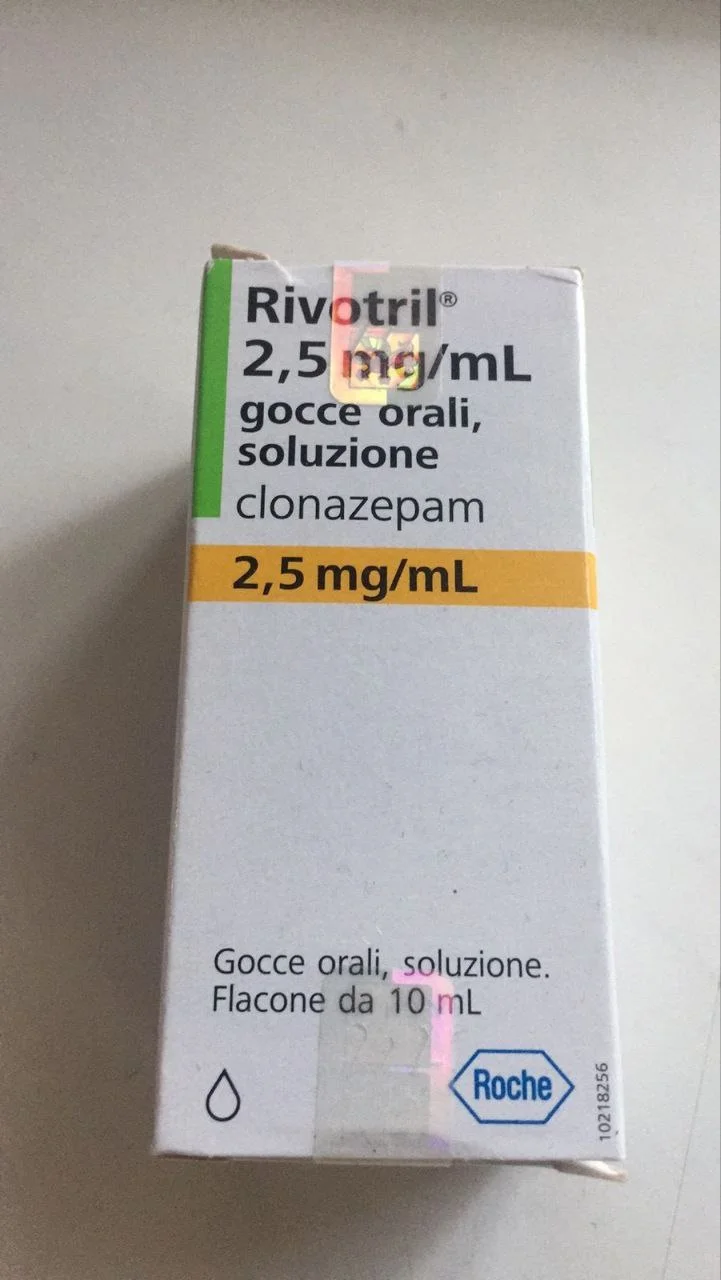 Rivotril®
2,5 mg/mL
gocce orali,
soluzione
clonazepam
2,5 mg/mL
Gocce orali, soluzione.
Flacone da 10 mL
Roche
10218256